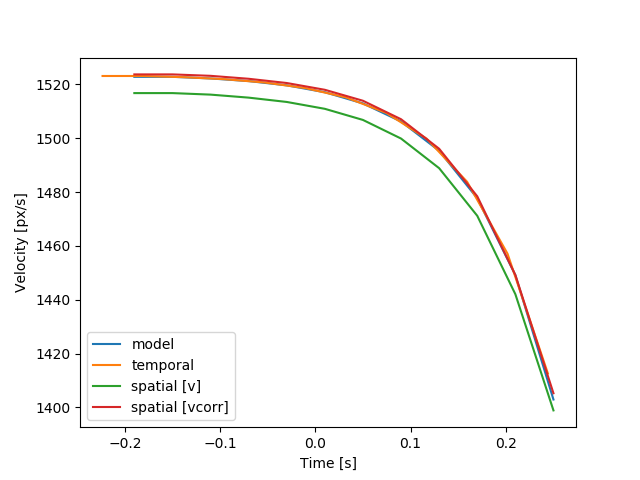 1520
1500
1480
1460
1440
1420
1400
Velocity [px/s]
model
temporal
spatial [v]
spatial [vcorr]
−0.2
−0.1
0.0
0.1
0.2
Time [s]